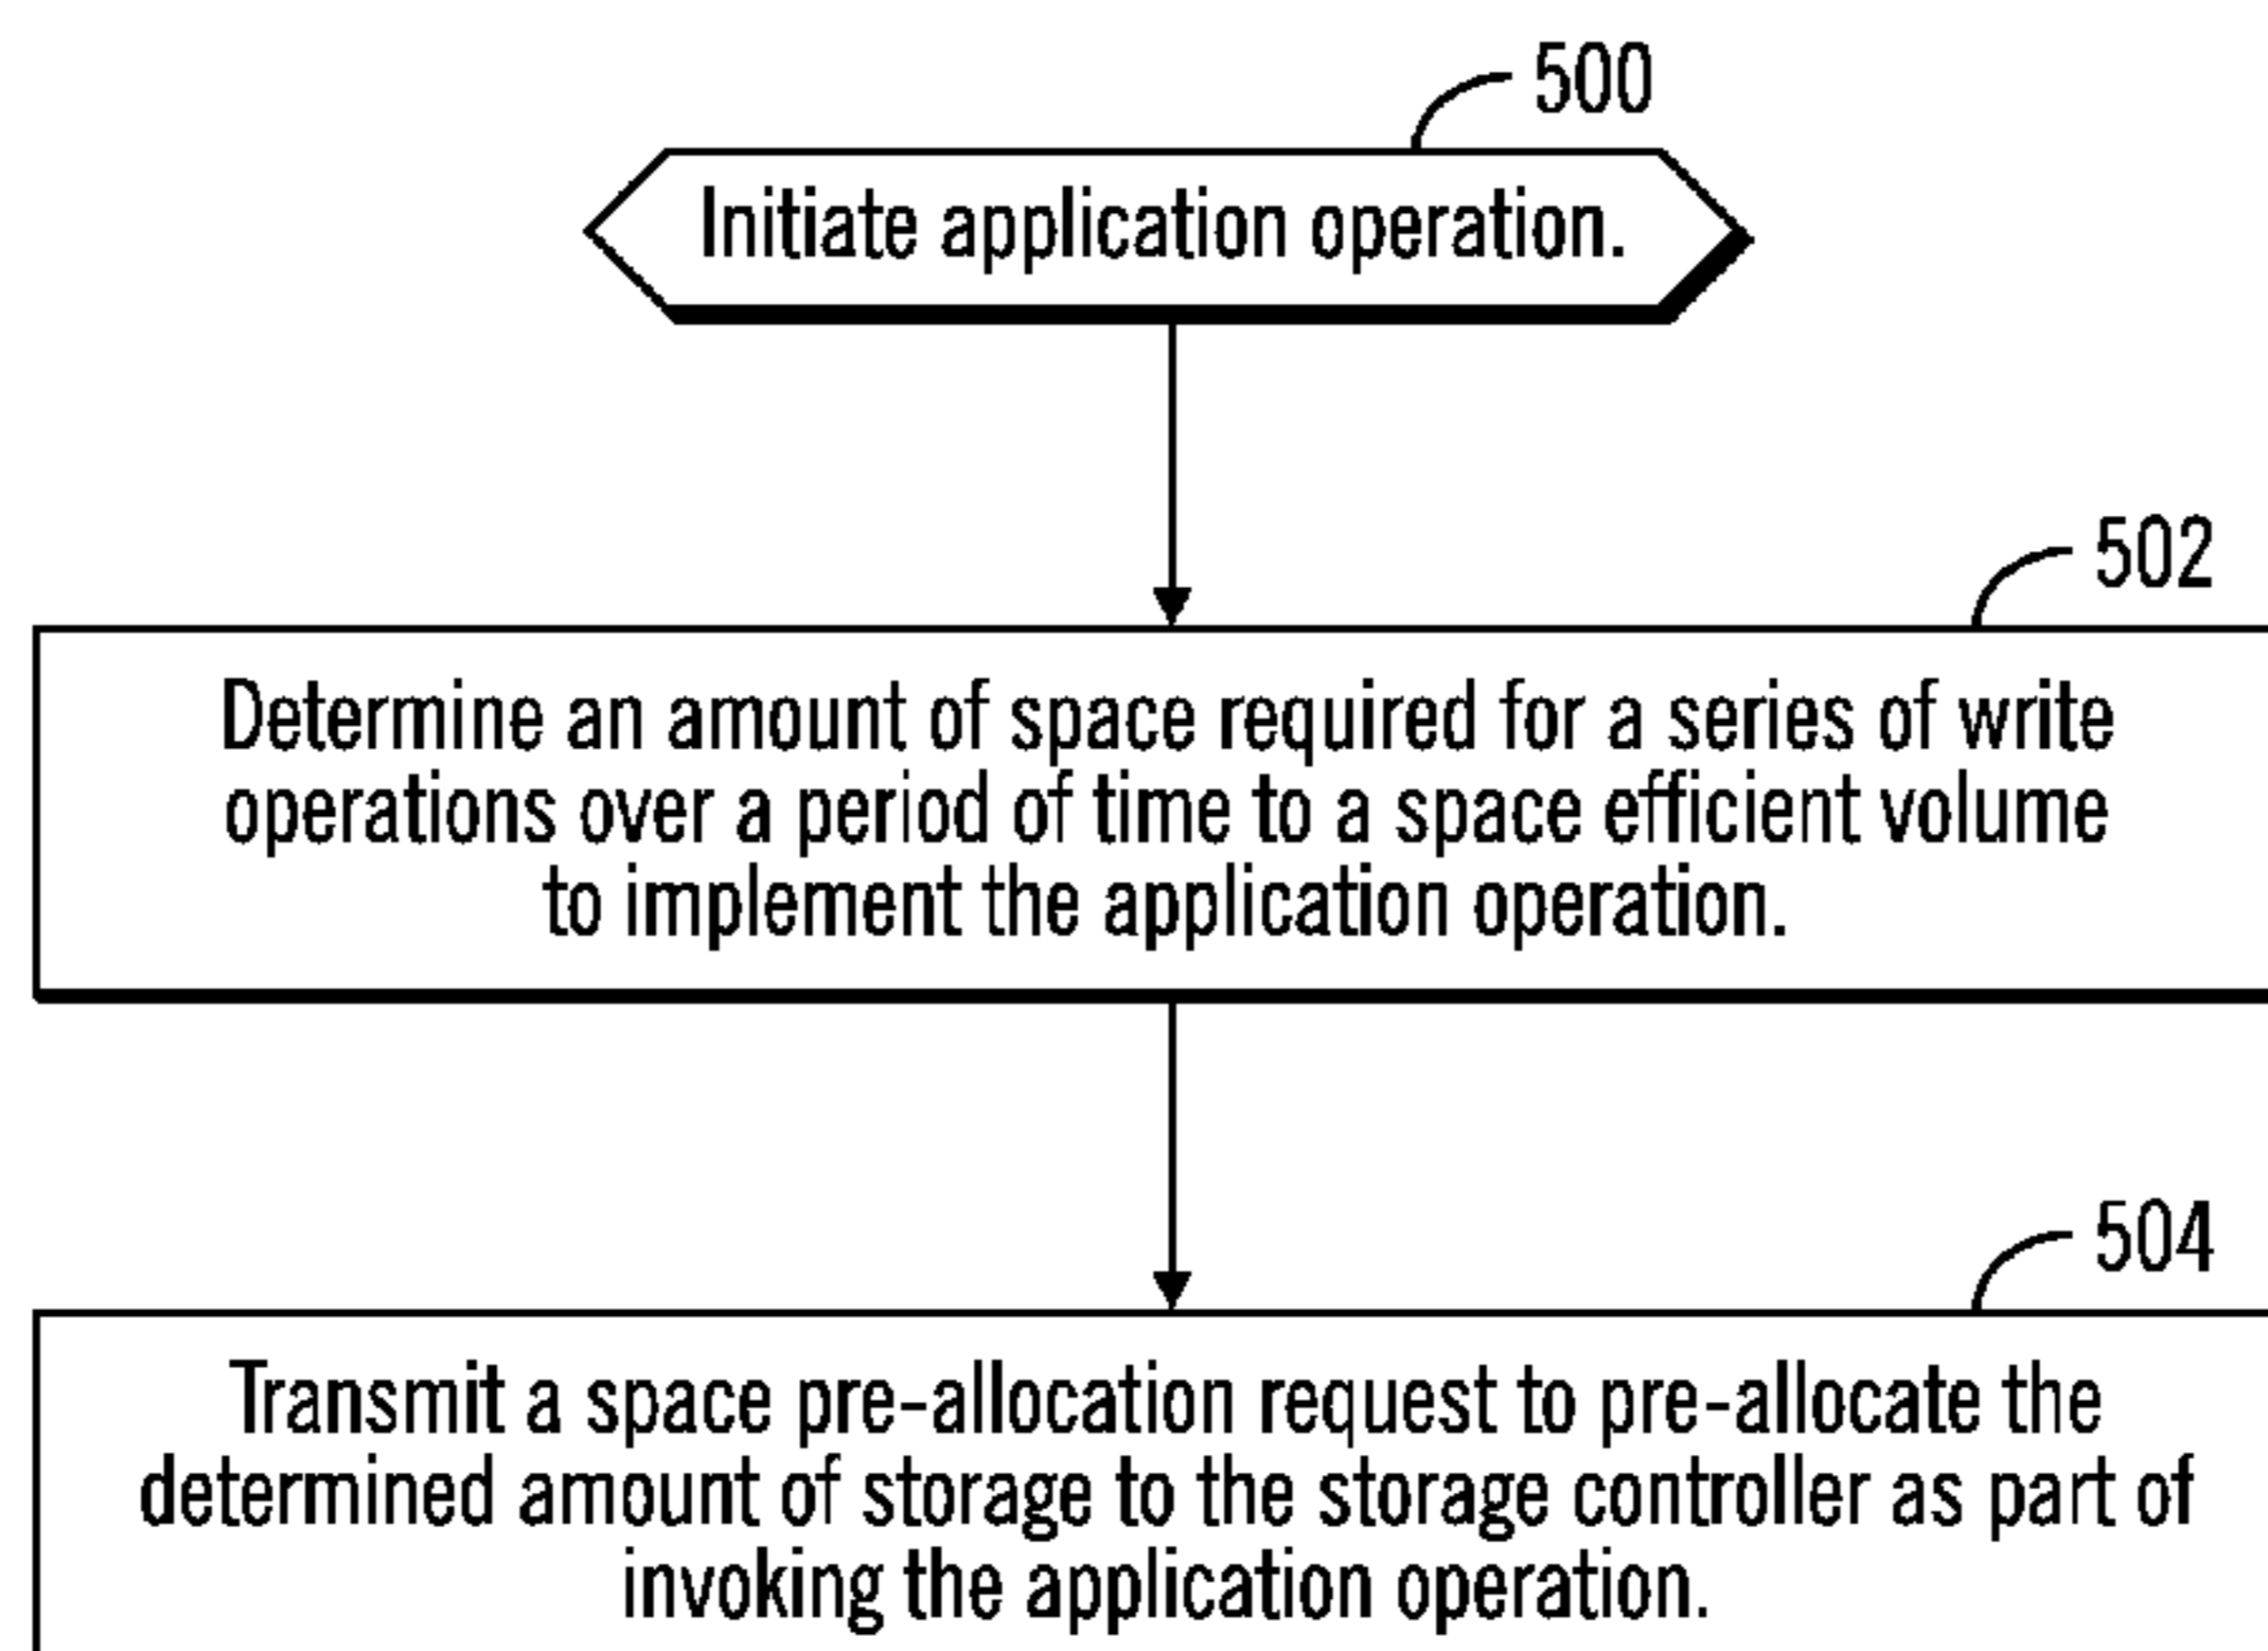 500
Initiate application operation.
502
Determine an amount of space required for a series of write
operations over a period of time to a space efficient volume
to implement the application operation.
504
Transmit a space pre-allocation request to pre-allocate the
determined amount of storage to the storage controller as part of
invoking the application operation.